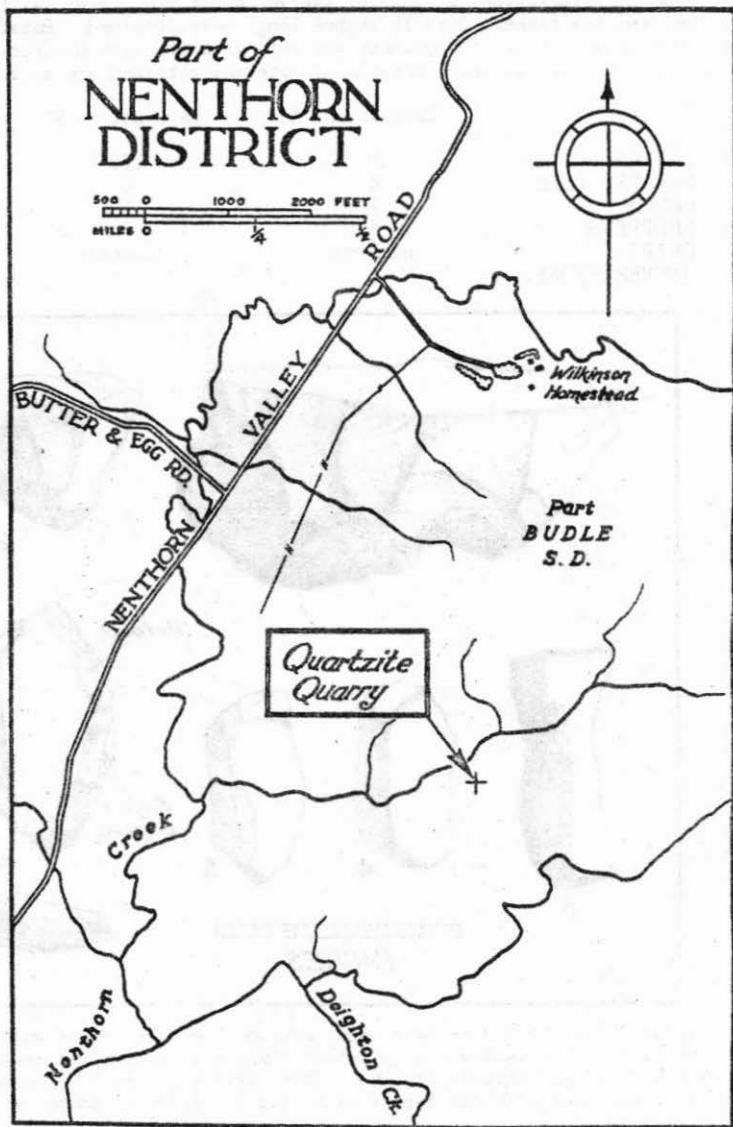 Part of
NENTHORN
DISTRICT
500 0 1000 2000 FEET
MILES 0 1/4 1/2
NENTHORN VALLEY ROAD
BUTTER & EGG RD.
Wilkinson
Homestead
Part
BUDLE
S.D.
Quartzite
Quarry
Nenthorn Creek
Deighton Ck